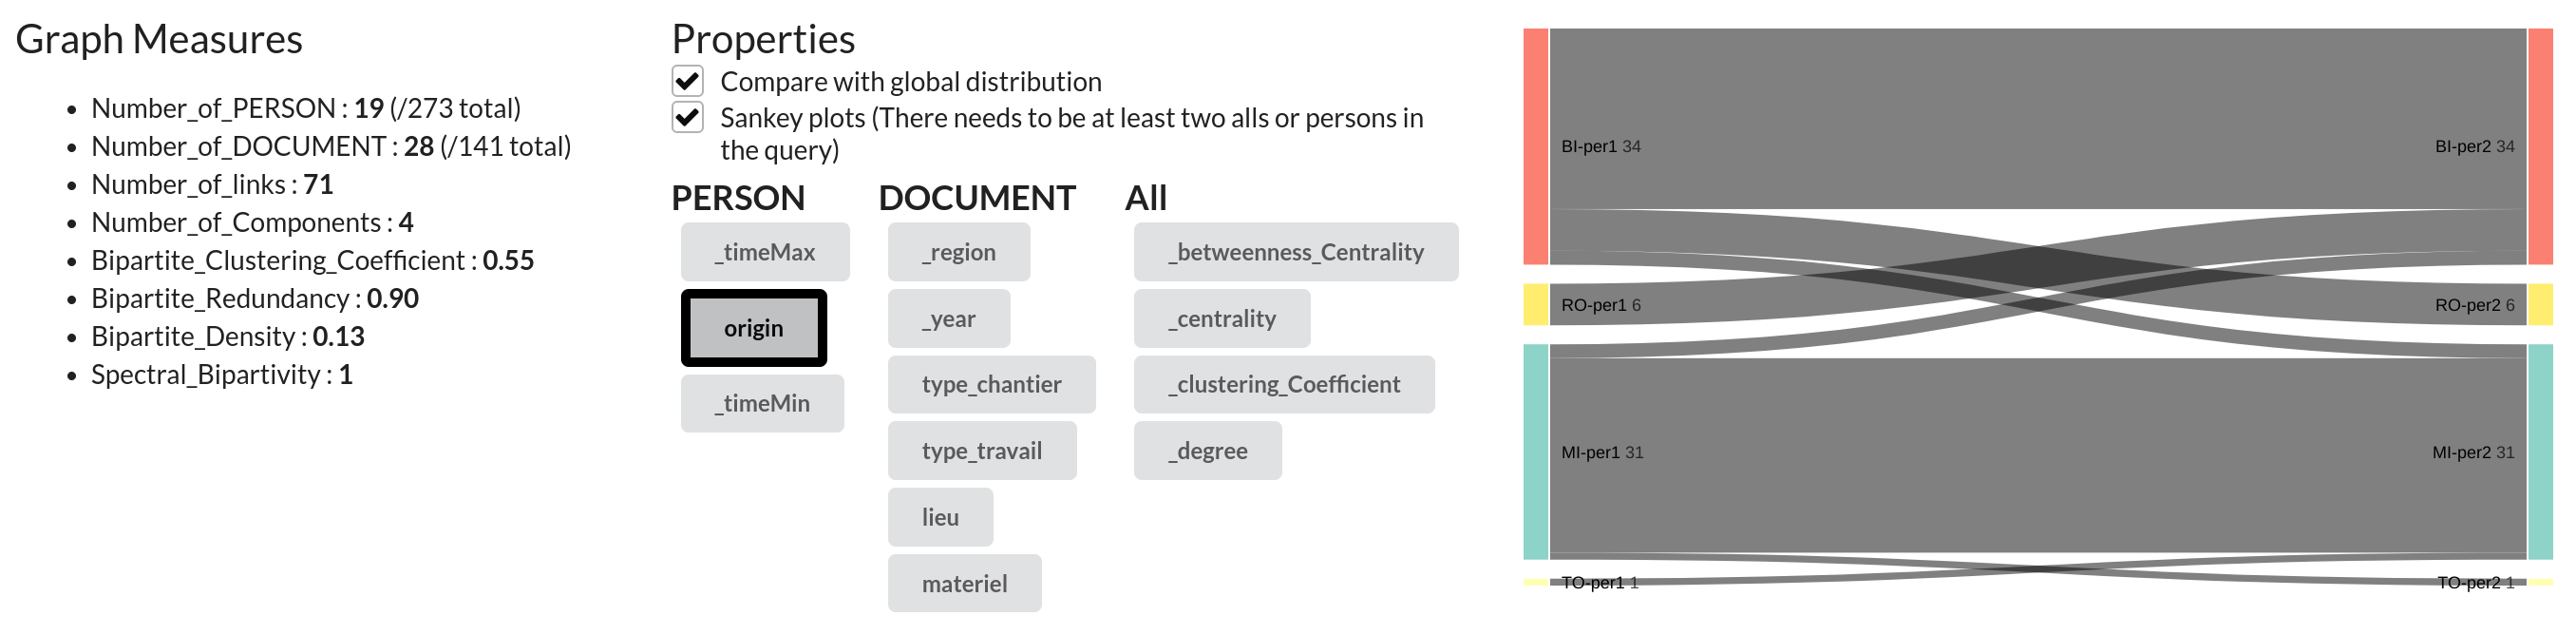 Graph Measures
• Number_of_PERSON : 19 (/273 total)
• Number_of_DOCUMENT : 28 (/141 total)
• Number_of_links : 71
• Number_of_Components : 4
• Bipartite_Clustering_Coefficient : 0.55
• Bipartite_Redundancy : 0.90
• Bipartite_Density : 0.13
• Spectral_Bipartivity : 1
Properties
Compare with global distribution
Sankey plots (There needs to be at least two alls or persons in
the query)
PERSON
_timeMax
origin
_timeMin
DOCUMENT
_region
_year
type_chantier
type_travail
lieu
materiel
All
_betweenness_Centrality
_centrality
_clustering_Coefficient
_degree
BI-per1 34
BI-per2 34
RO-per1 6
RO-per2 6
MI-per1 31
MI-per2 31
TO-per1 1
TO-per2 1